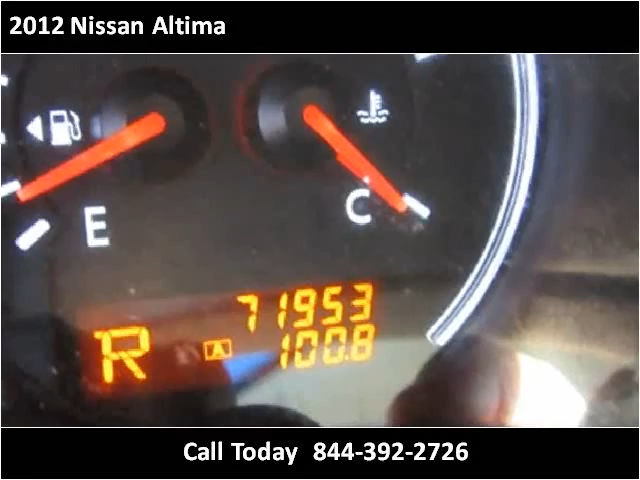 2012 Nissan Altima
E
C
71953
R A 100.8
Call Today 844-392-2726